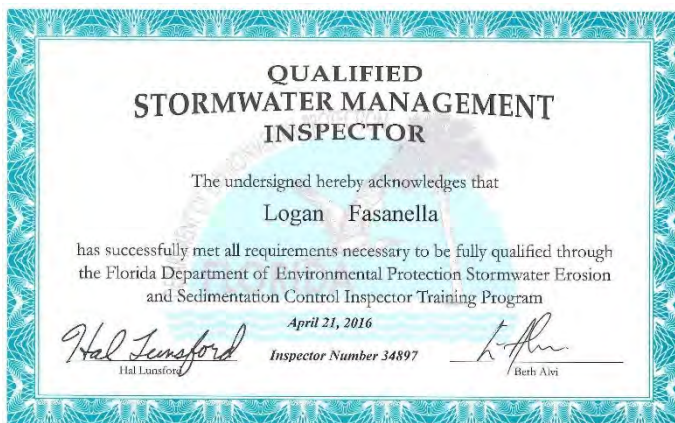 QUALIFIED
STORMWATER MANAGEMENT
INSPECTOR
The undersigned hereby acknowledges that
Logan Fasanella
has successfully met all requirements necessary to be fully qualified through
the Florida Department of Environmental Protection Stormwater Erosion
and Sedimentation Control Inspector Training Program
April 21, 2016
Hal Lunsford
Hal Lunsford
Inspector Number 34897
Beth Alvi
FLORIDA